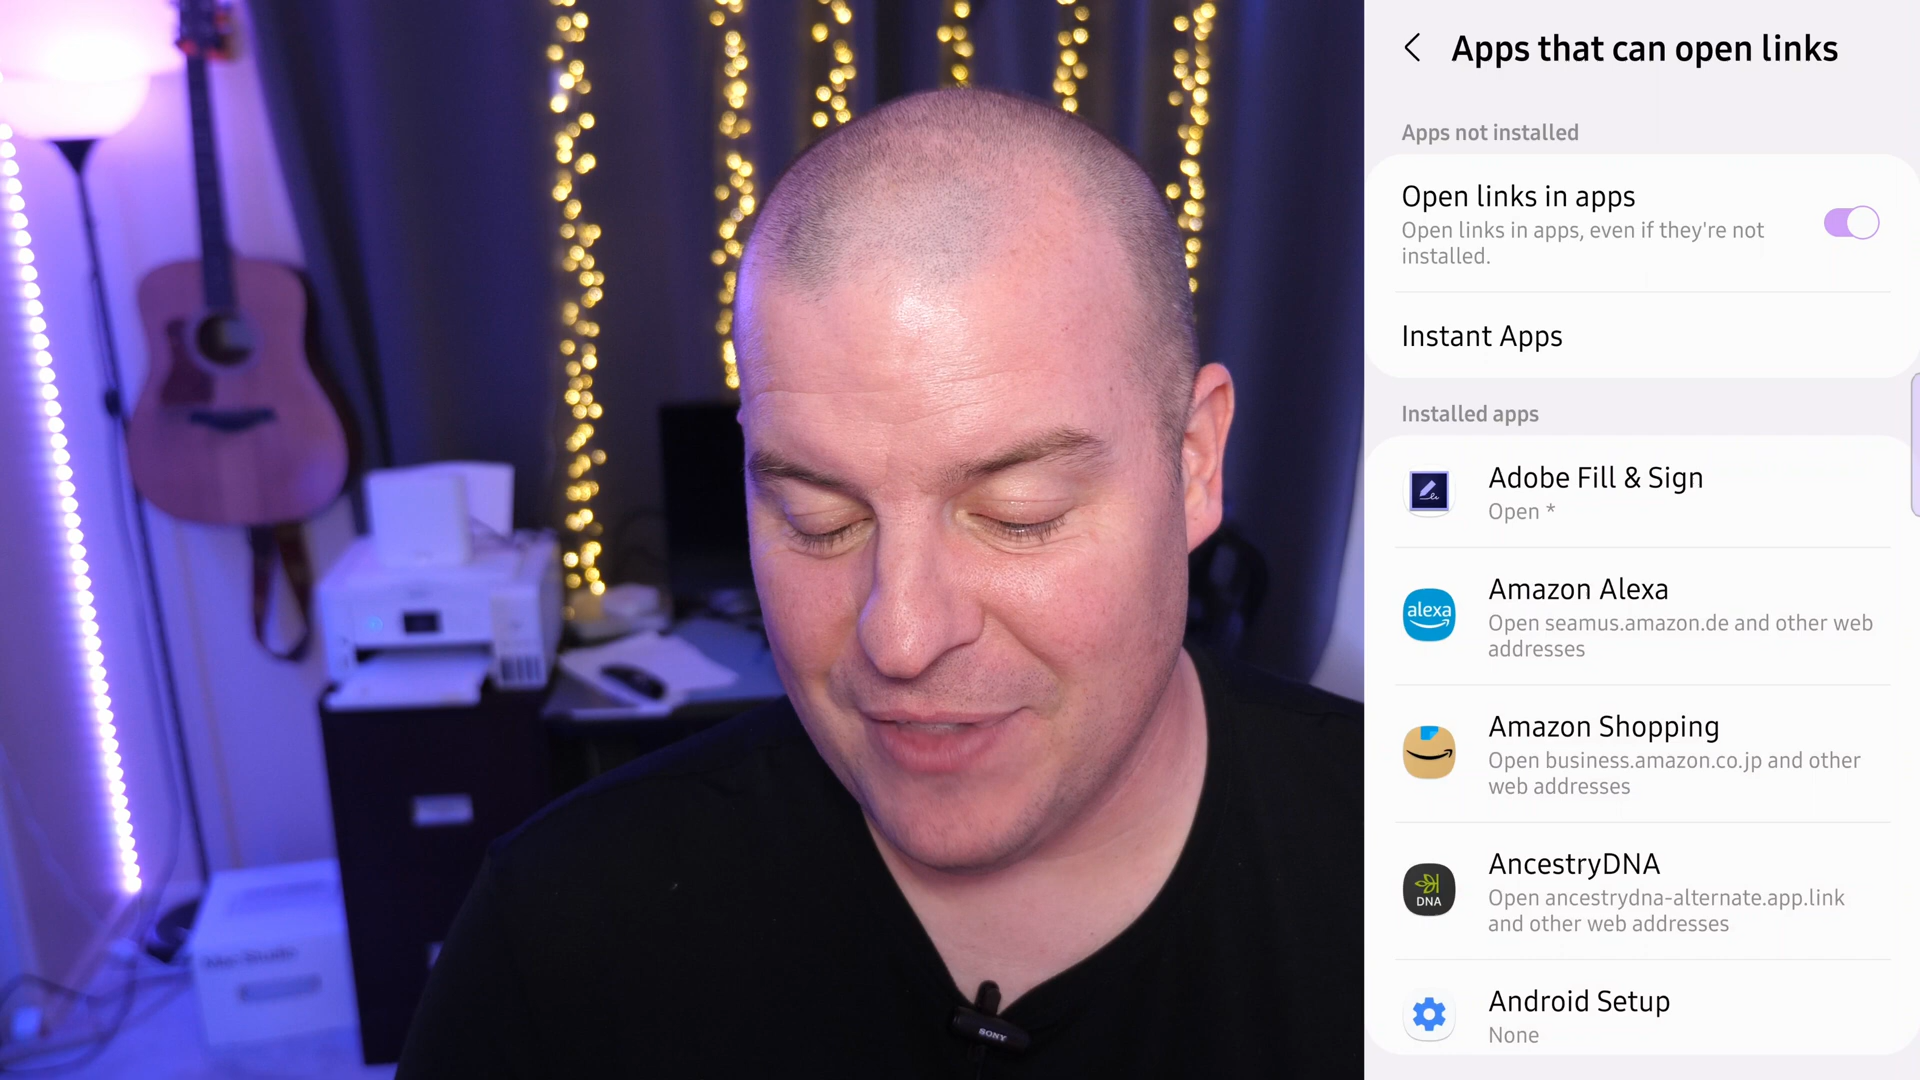 Apps that can open links
Apps not installed
Open links in apps
Open links in apps, even if they're not
installed.
Instant Apps
Installed apps
Adobe Fill & Sign
Open *
alexa
Amazon Alexa
Open seamus.amazon.de and other web
addresses
Amazon Shopping
Open business.amazon.co.jp and other
web addresses
DNA
AncestryDNA
Open ancestrydna-alternate.app.link
and other web addresses
Android Setup
None
SONY
Mac Studio